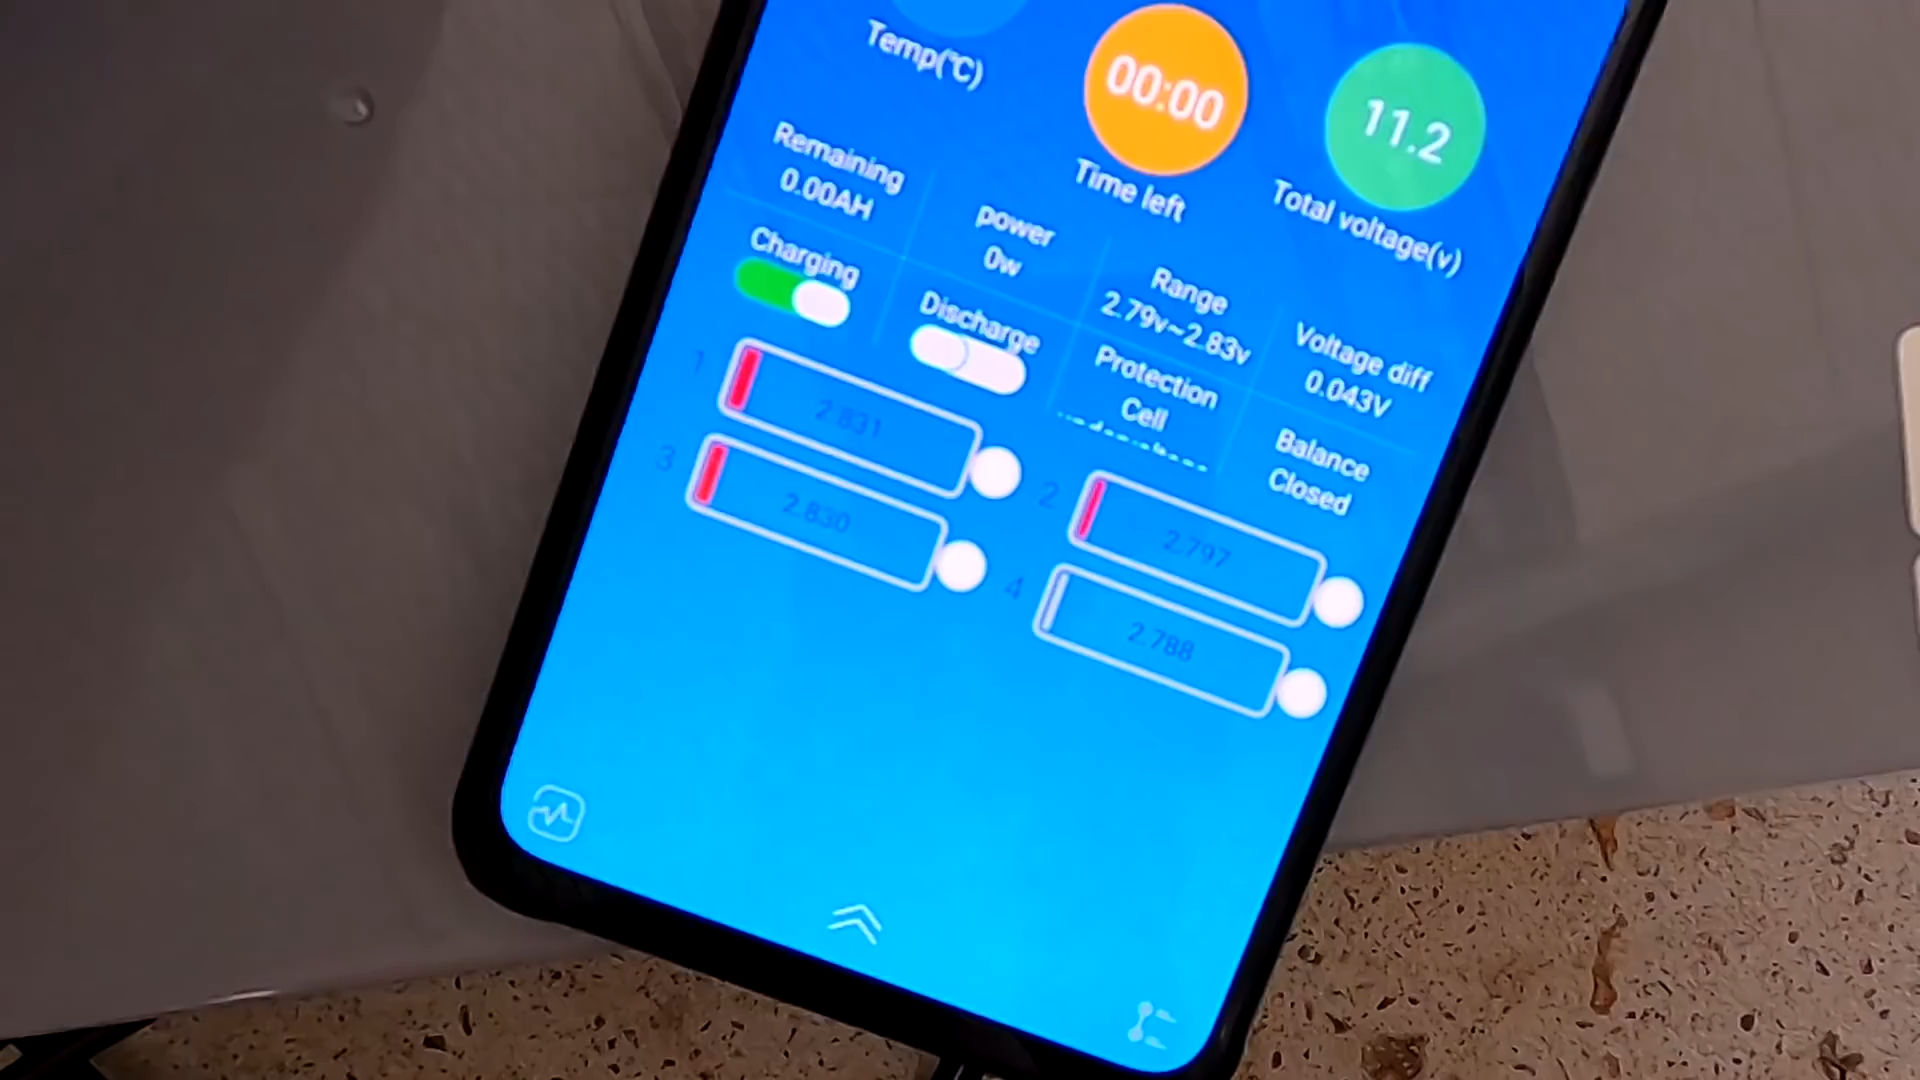 Temp(℃)
00:00
Time left
11.2
Total voltage(v)
Remaining
0.00AH
power
0w
Range
2.79v~2.83v
Voltage diff
0.043V
Charging
Discharge
Protection
Cell
Balance
Closed
1
2.831
2
2.797
3
2.830
4
2.788